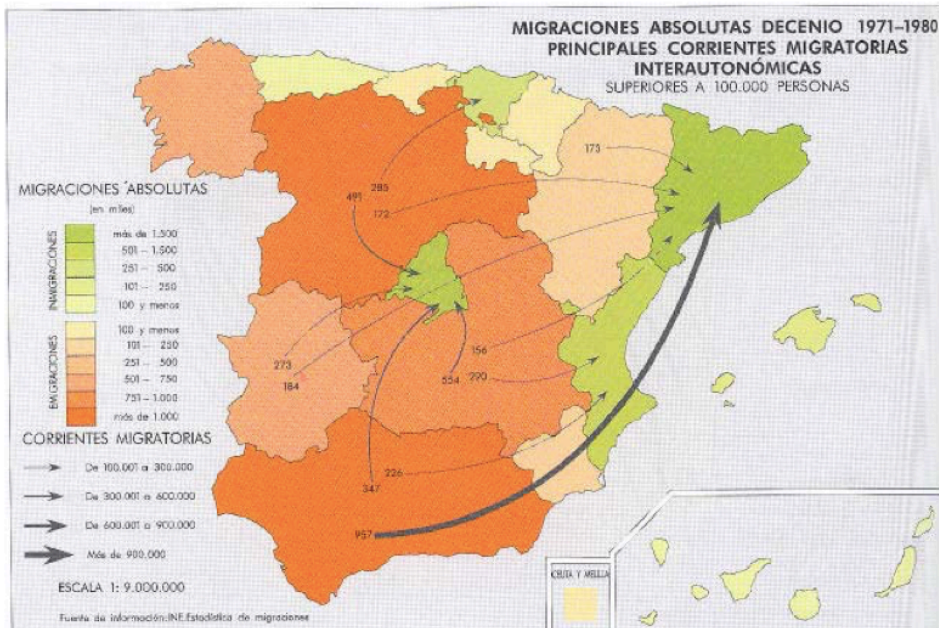 MIGRACIONES ABSOLUTAS DECENIO 1971–1980
PRINCIPALES CORRIENTES MIGRATORIAS
INTERAUTONÓMICAS
SUPERIORES A 100.000 PERSONAS
173
285
491
172
273
184
156
554
290
226
347
957
MIGRACIONES ABSOLUTAS
(en miles)
INMIGRACIONES
más de 1.500
501 – 1.500
251 – 500
101 – 250
100 y menos
EMIGRACIONES
100 y menos
101 – 250
251 – 500
501 – 750
751 – 1.000
más de 1.000
CORRIENTES MIGRATORIAS
De 100.001 a 300.000
De 300.001 a 600.000
De 600.001 a 900.000
Más de 900.000
ESCALA 1: 9.000.000
CEUTA Y MELILLA
Fuente de información:INE.Estadística de migraciones